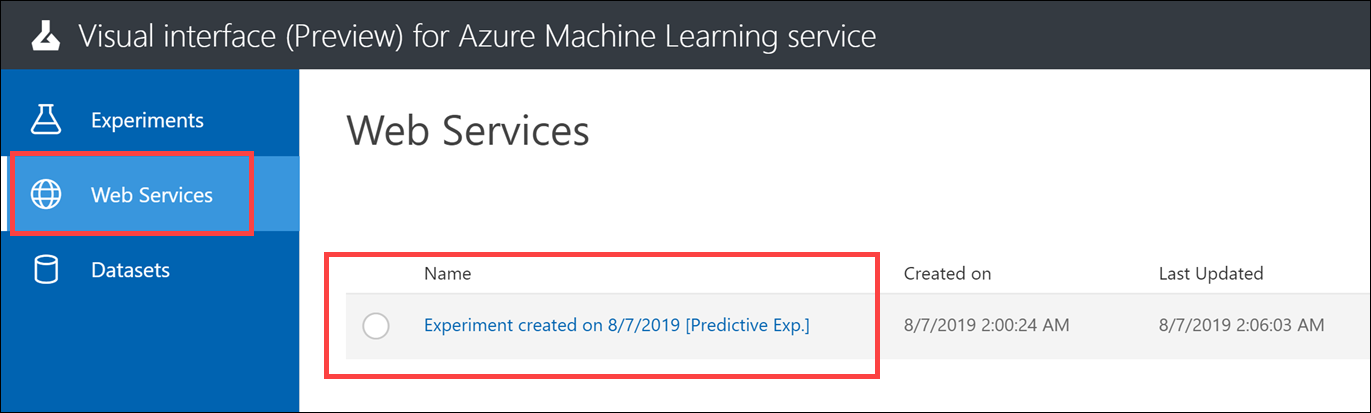 Visual interface (Preview) for Azure Machine Learning service
Experiments
Web Services
Datasets
Web Services
Name Created on Last Updated
Experiment created on 8/7/2019 [Predictive Exp.] 8/7/2019 2:00:24 AM 8/7/2019 2:06:03 AM